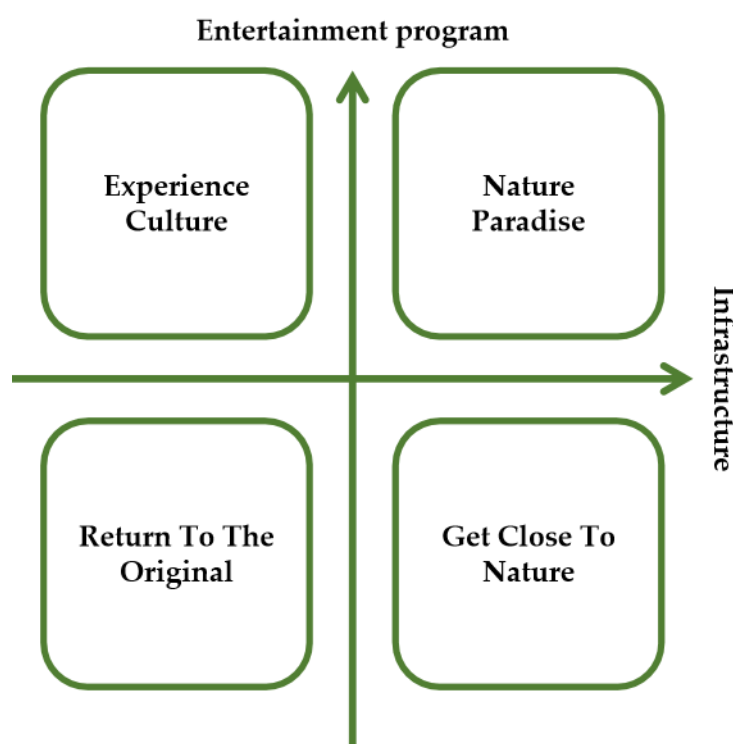 Entertainment program
Experience
Culture
Nature
Paradise
Infrastructure
Return To The
Original
Get Close To
Nature